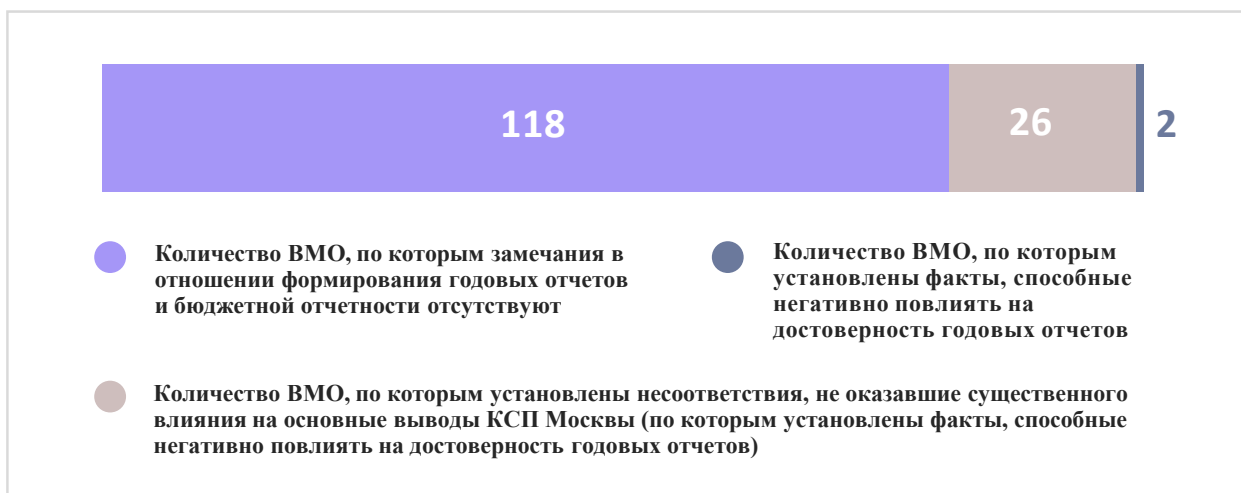 118
26
2
Количество ВМО, по которым замечания в
отношении формирования годовых отчетов
и бюджетной отчетности отсутствуют
Количество ВМО, по которым
установлены факты, способные
негативно повлиять на
достоверность годовых отчетов
Количество ВМО, по которым установлены несоответствия, не оказавшие существенного
влияния на основные выводы КСП Москвы (по которым установлены факты, способные
негативно повлиять на достоверность годовых отчетов)